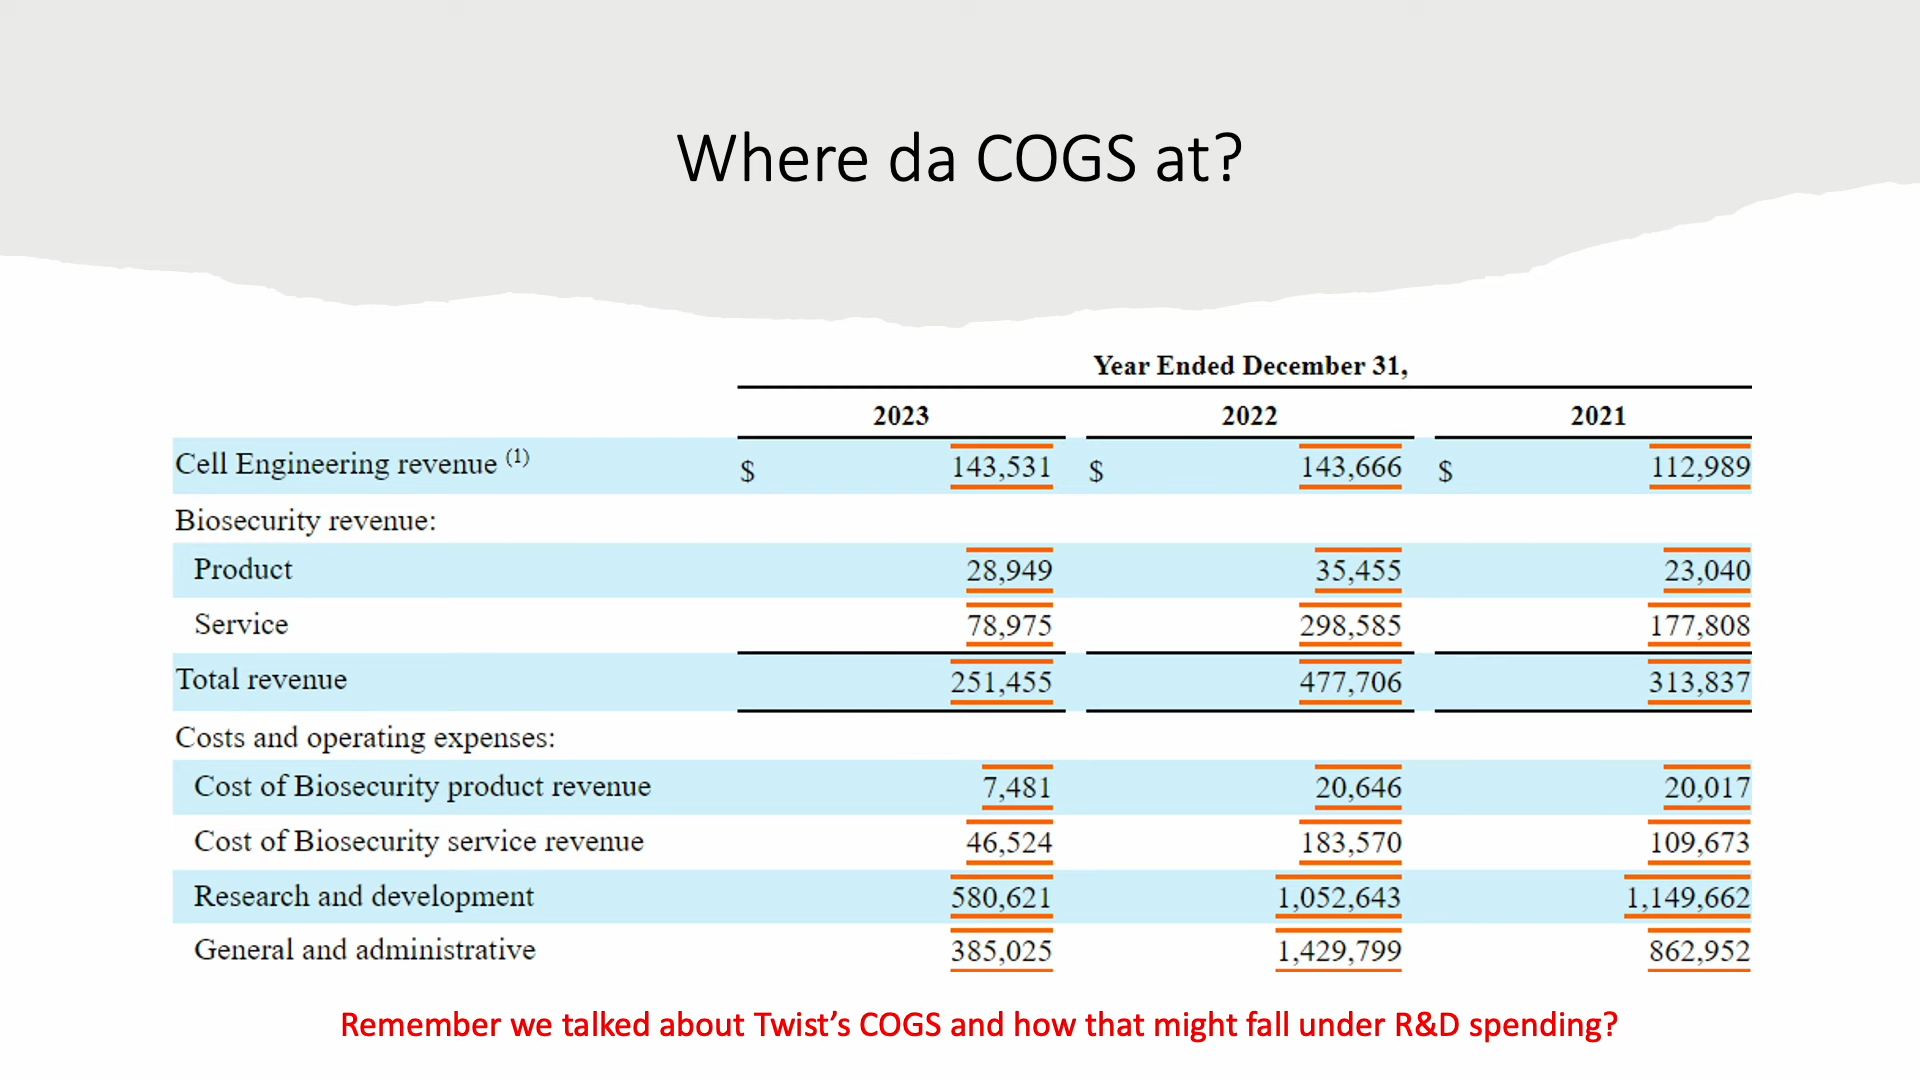 Where da COGS at?
Year Ended December 31,
2023 2022 2021
Cell Engineering revenue (1) $ 143,531 $ 143,666 $ 112,989
Biosecurity revenue:
Product 28,949 35,455 23,040
Service 78,975 298,585 177,808
Total revenue 251,455 477,706 313,837
Costs and operating expenses:
Cost of Biosecurity product revenue 7,481 20,646 20,017
Cost of Biosecurity service revenue 46,524 183,570 109,673
Research and development 580,621 1,052,643 1,149,662
General and administrative 385,025 1,429,799 862,952
Remember we talked about Twist’s COGS and how that might fall under R&D spending?